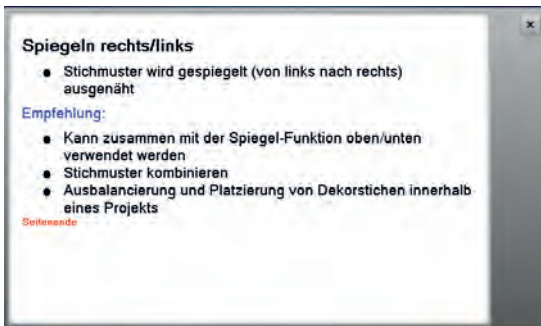 Spiegeln rechts/links
● Stichmuster wird gespiegelt (von links nach rechts)
ausgenäht
Empfehlung:
● Kann zusammen mit der Spiegel-Funktion oben/unten
verwendet werden
● Stichmuster kombinieren
● Ausbalancierung und Platzierung von Dekorstichen innerhalb
eines Projekts
Seitenende